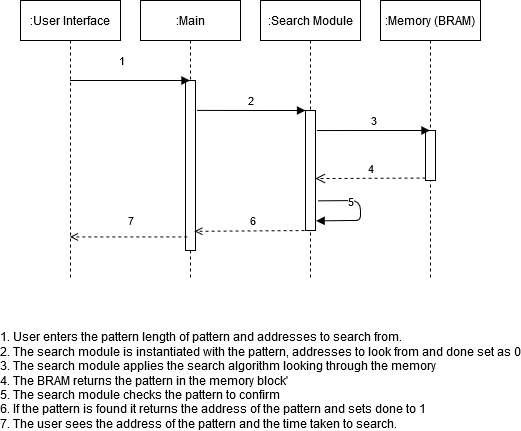 :User Interface
:Main
:Search Module
:Memory (BRAM)
1
2
3
4
5
6
7
1. User enters the pattern length of pattern and addresses to search from.
2. The search module is instantiated with the pattern, addresses to look from and done set as 0
3. The search module applies the search algorithm looking through the memory
4. The BRAM returns the pattern in the memory block'
5. The search module checks the pattern to confirm
6. If the pattern is found it returns the address of the pattern and sets done to 1
7. The user sees the address of the pattern and the time taken to search.